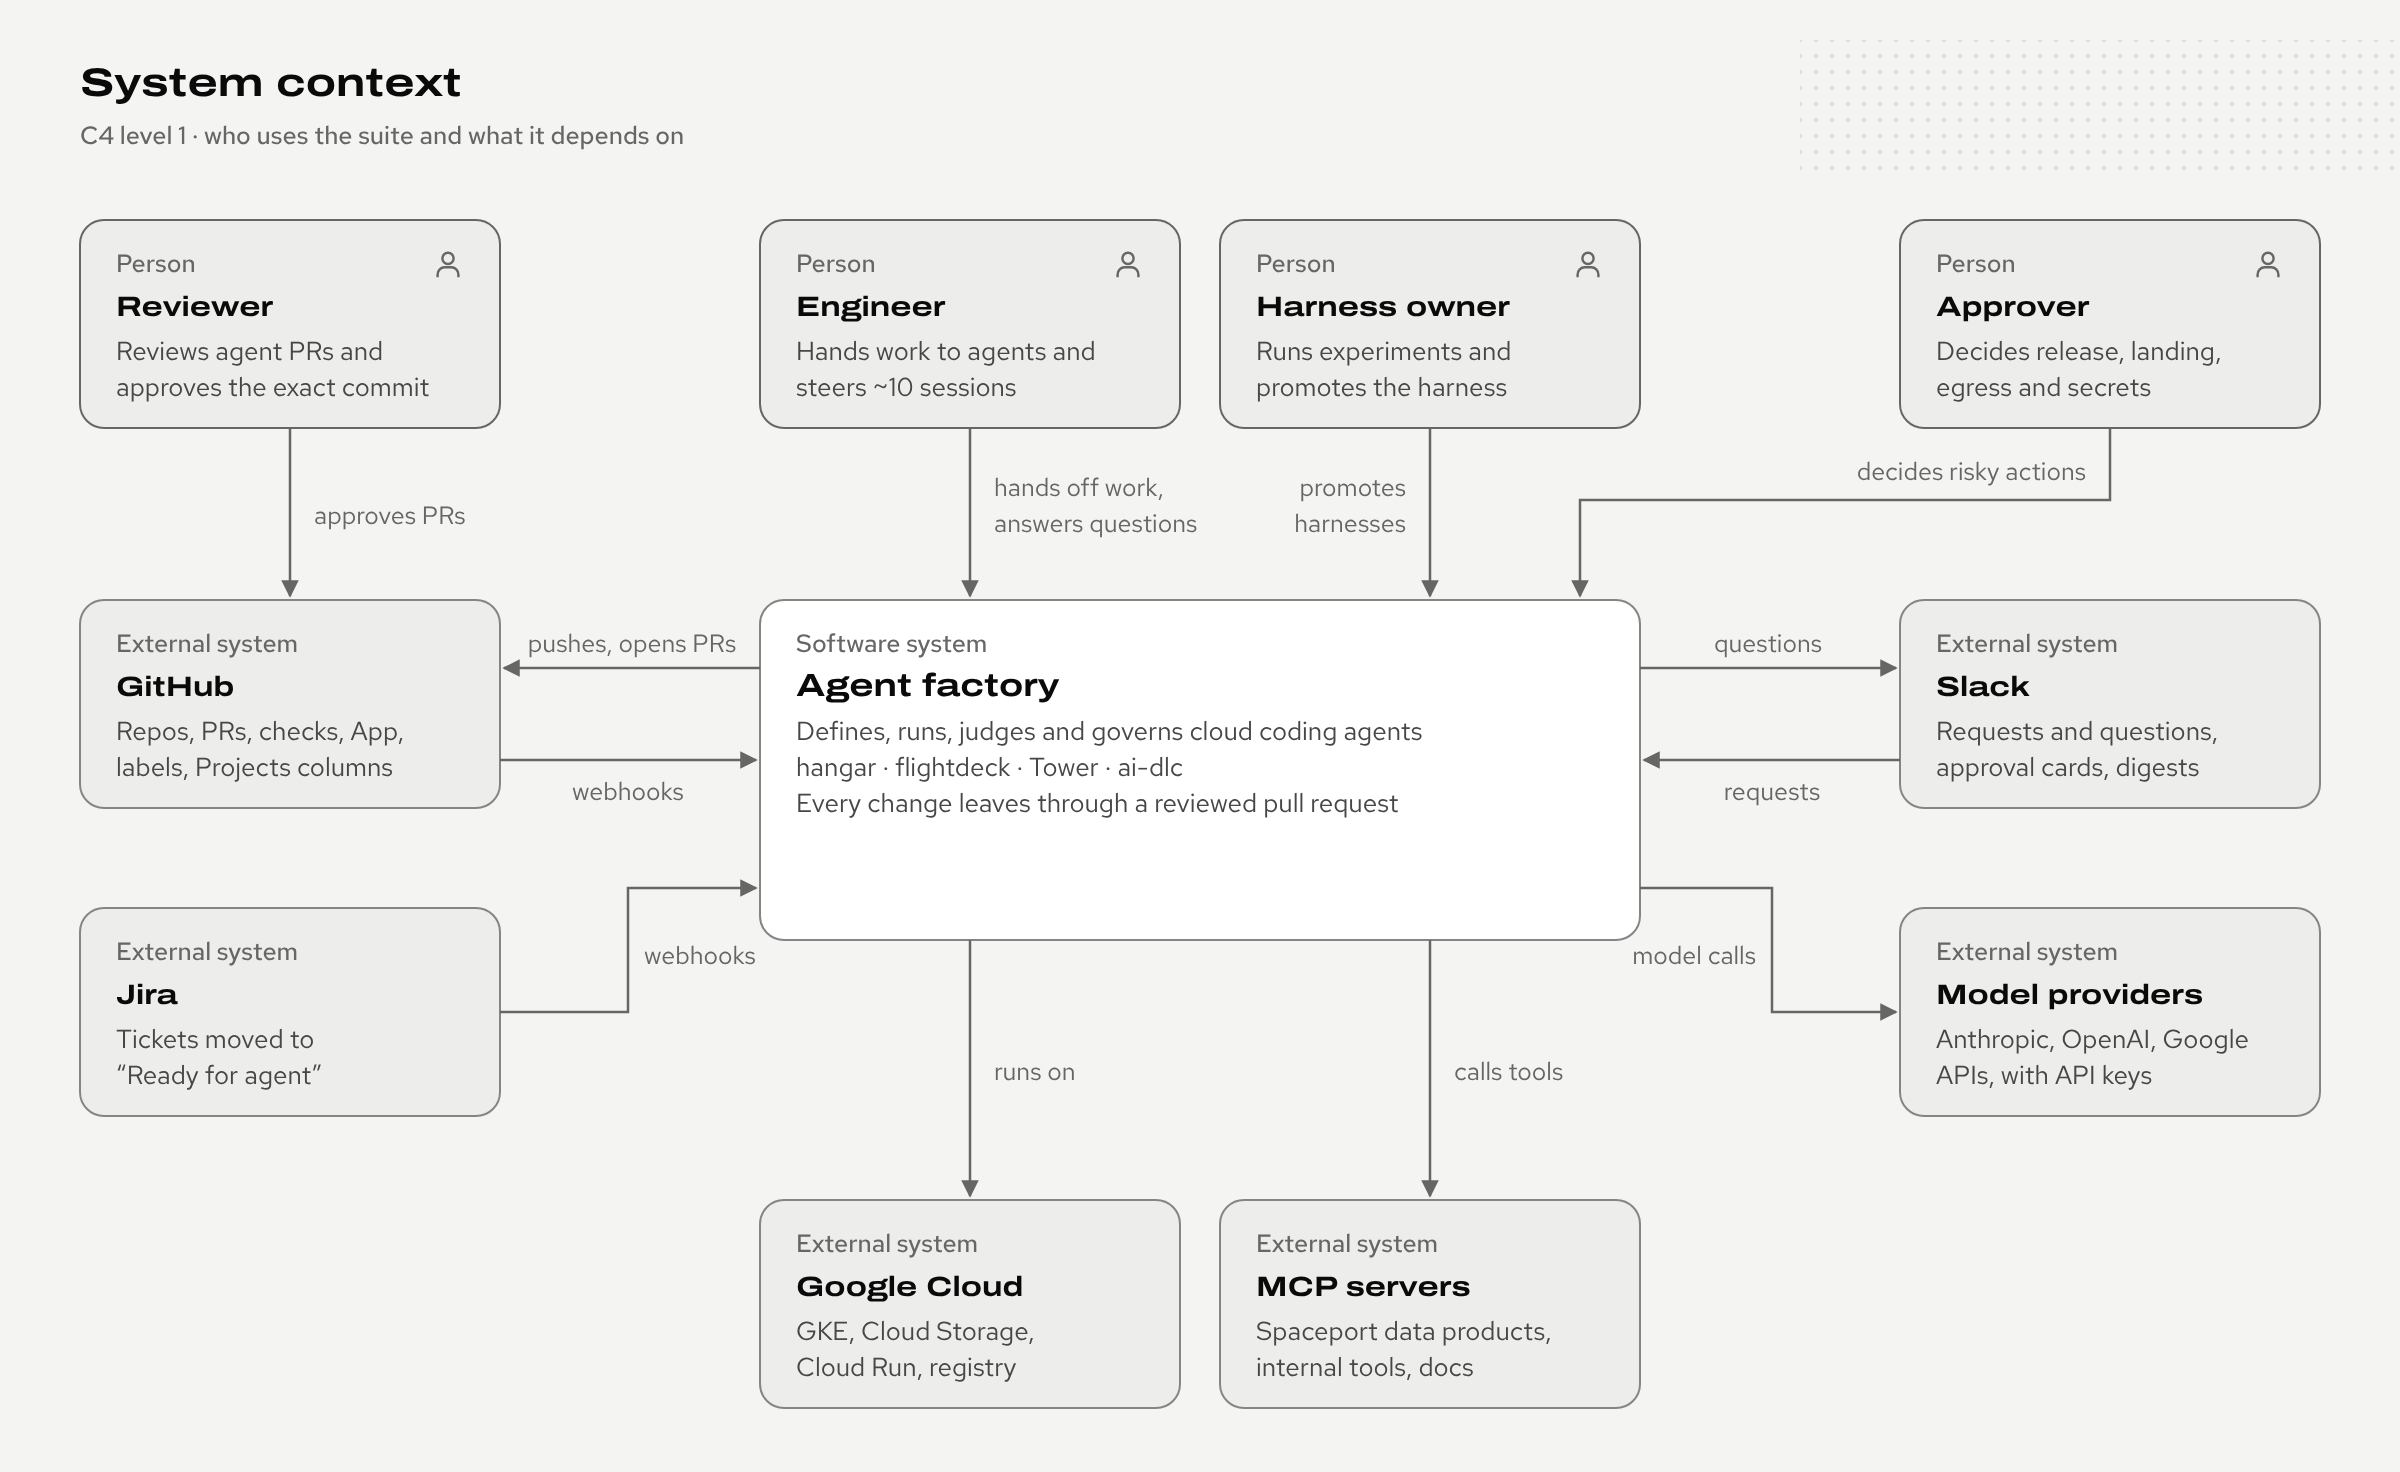 System context
C4 level 1 · who uses the suite and what it depends on
Person
Reviewer
Reviews agent PRs and
approves the exact commit
Person
Engineer
Hands work to agents and
steers ~10 sessions
Person
Harness owner
Runs experiments and
promotes the harness
Person
Approver
Decides release, landing,
egress and secrets
approves PRs
hands off work,
answers questions
promotes
harnesses
decides risky actions
External system
GitHub
Repos, PRs, checks, App,
labels, Projects columns
pushes, opens PRs
webhooks
Software system
Agent factory
Defines, runs, judges and governs cloud coding agents
hangar · flightdeck · Tower · ai-dlc
Every change leaves through a reviewed pull request
questions
requests
External system
Slack
Requests and questions,
approval cards, digests
External system
Jira
Tickets moved to
“Ready for agent”
webhooks
model calls
External system
Model providers
Anthropic, OpenAI, Google
APIs, with API keys
runs on
calls tools
External system
Google Cloud
GKE, Cloud Storage,
Cloud Run, registry
External system
MCP servers
Spaceport data products,
internal tools, docs